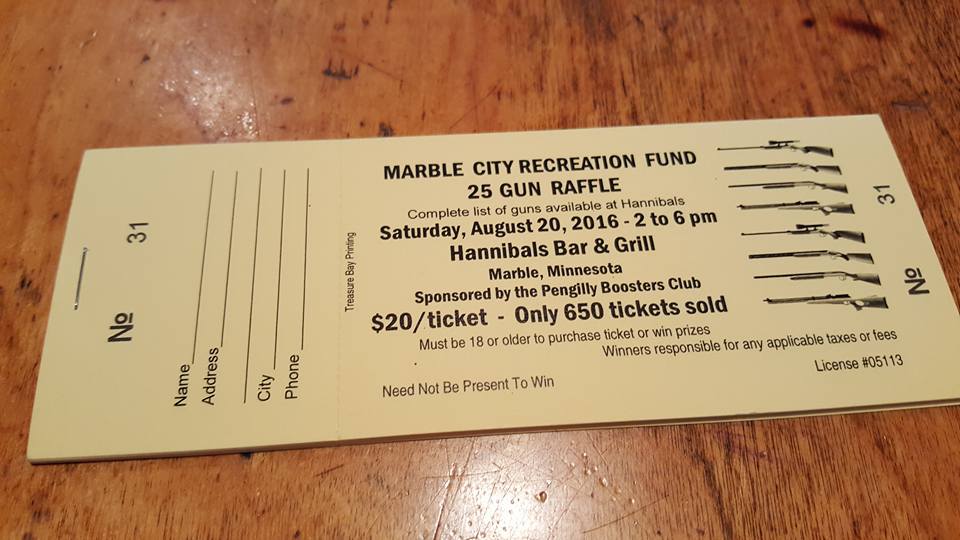 No 31
Name
Address
City
Phone
Treasure Bay Printing
MARBLE CITY RECREATION FUND
25 GUN RAFFLE
Complete list of guns available at Hannibals
Saturday, August 20, 2016 - 2 to 6 pm
Hannibals Bar & Grill
Marble, Minnesota
Sponsored by the Pengilly Boosters Club
$20/ticket - Only 650 tickets sold
Must be 18 or older to purchase ticket or win prizes
Winners responsible for any applicable taxes or fees
Need Not Be Present To Win
License #05113
№ 31